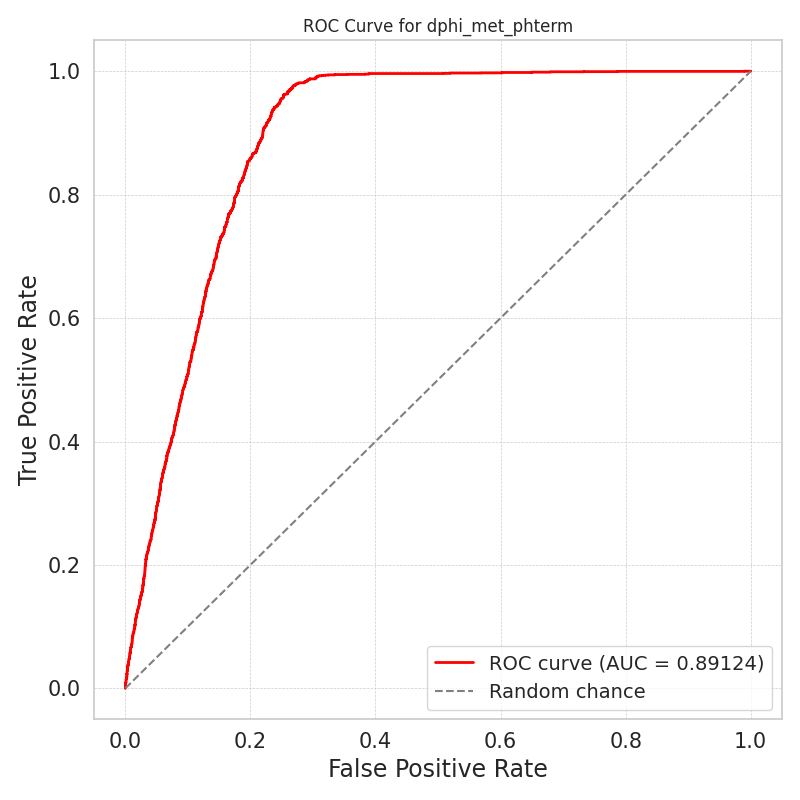 ROC Curve for dphi_met_phterm
True Positive Rate
1.0
0.8
0.6
0.4
0.2
0.0
ROC curve (AUC = 0.89124)
Random chance
0.0 0.2 0.4 0.6 0.8 1.0
False Positive Rate